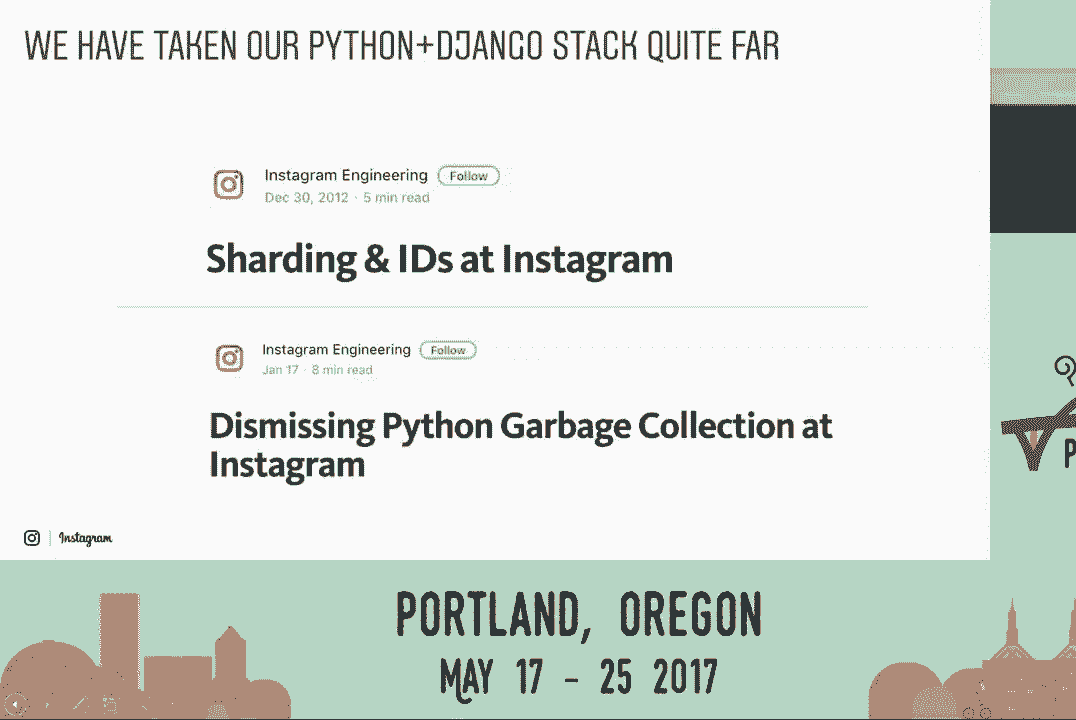 WE HAVE TAKEN OUR PYTHON+DJANGO STACK QUITE FAR
Instagram Engineering Follow
Dec 30, 2012 · 5 min read
Sharding & IDs at Instagram
Instagram Engineering Follow
Jan 17 · 8 min read
Dismissing Python Garbage Collection at
Instagram
Instagram
P
PORTLAND, OREGON
MAY 17 - 25 2017